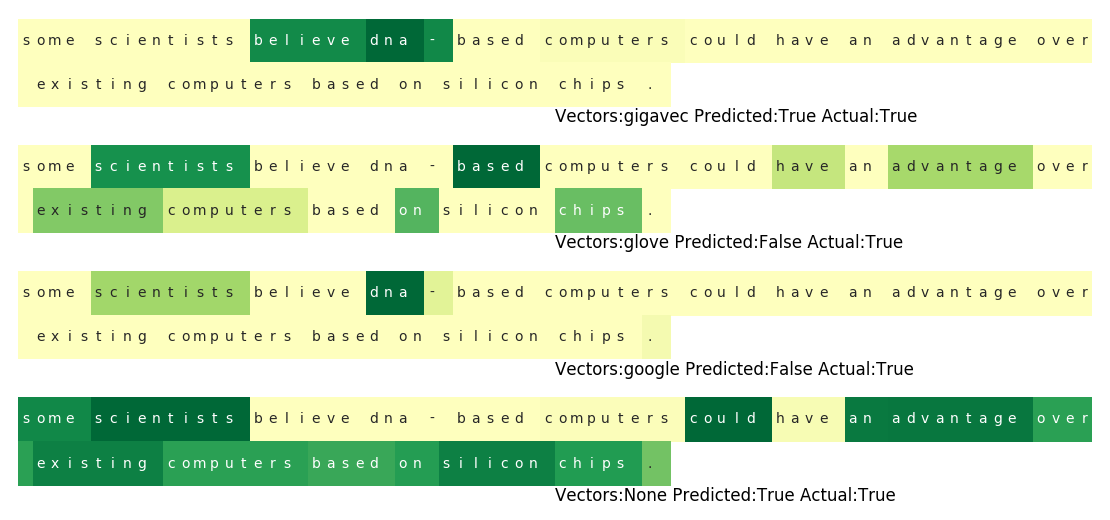 some scientists believe dna - based computers could have an advantage over
existing computers based on silicon chips .
Vectors:gigavec Predicted:True Actual:True
some scientists believe dna - based computers could have an advantage over
existing computers based on silicon chips .
Vectors:glove Predicted:False Actual:True
some scientists believe dna - based computers could have an advantage over
existing computers based on silicon chips .
Vectors:google Predicted:False Actual:True
some scientists believe dna - based computers could have an advantage over
existing computers based on silicon chips .
Vectors:None Predicted:True Actual:True